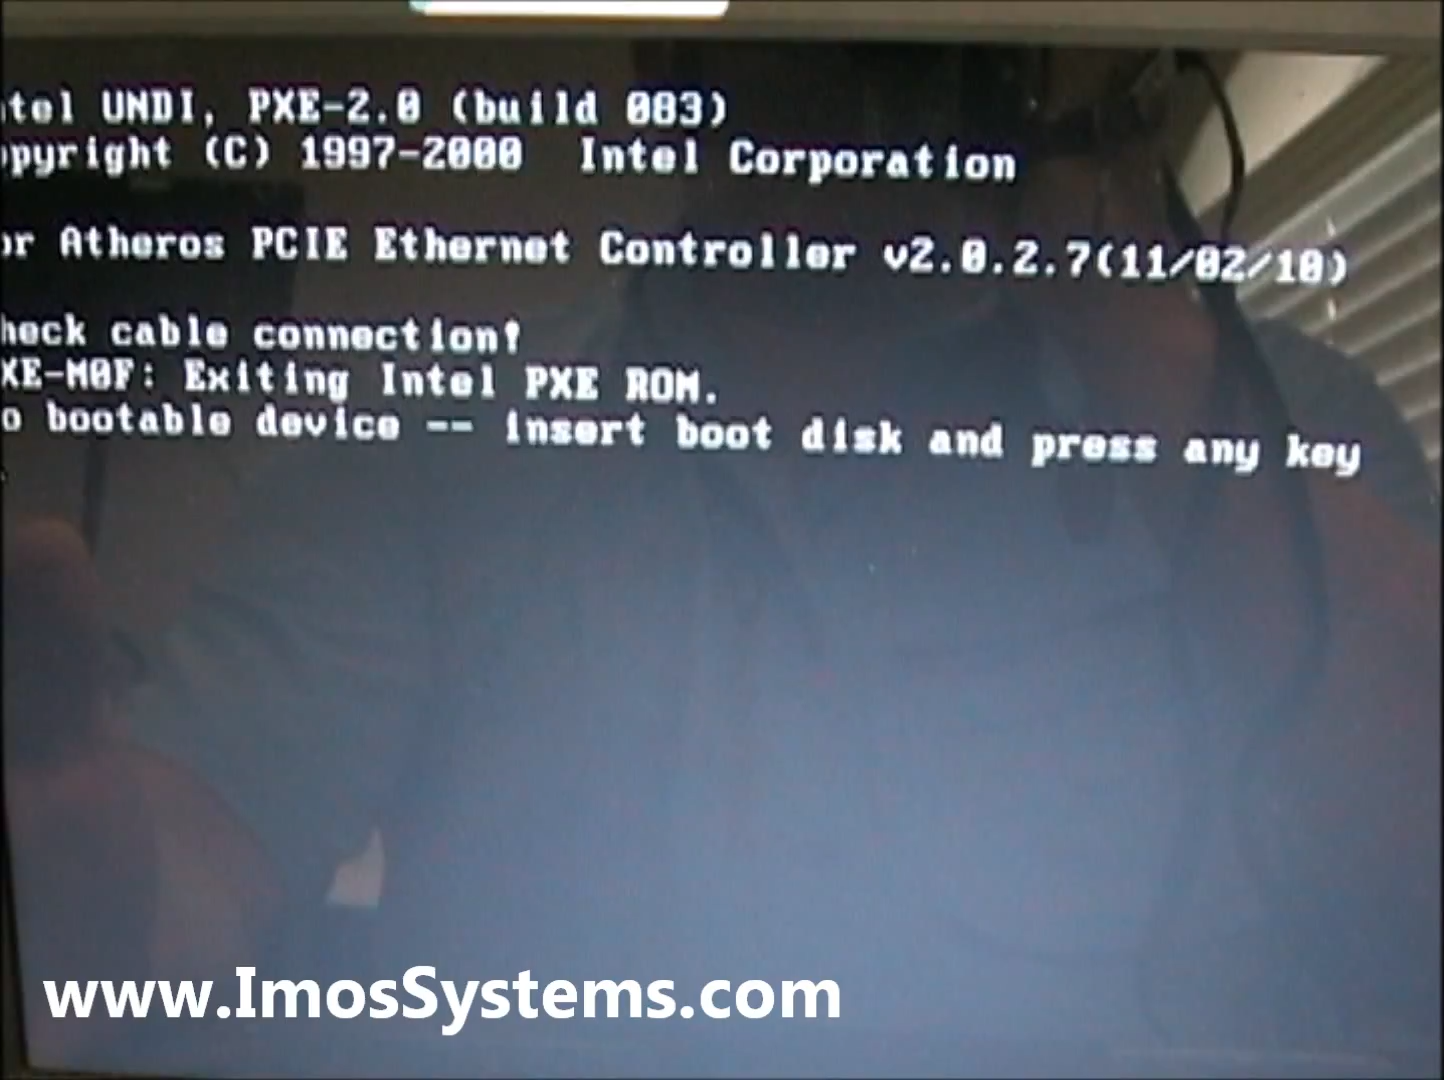 tel UNDI, PXE-2.0 (build 083)
opyright (C) 1997-2000 Intel Corporation
or Atheros PCIE Ethernet Controller v2.0.2.7(11/02/10)
heck cable connection!
XE-M0F: Exiting Intel PXE ROM.
o bootable device -- insert boot disk and press any key
www.ImosSystems.com